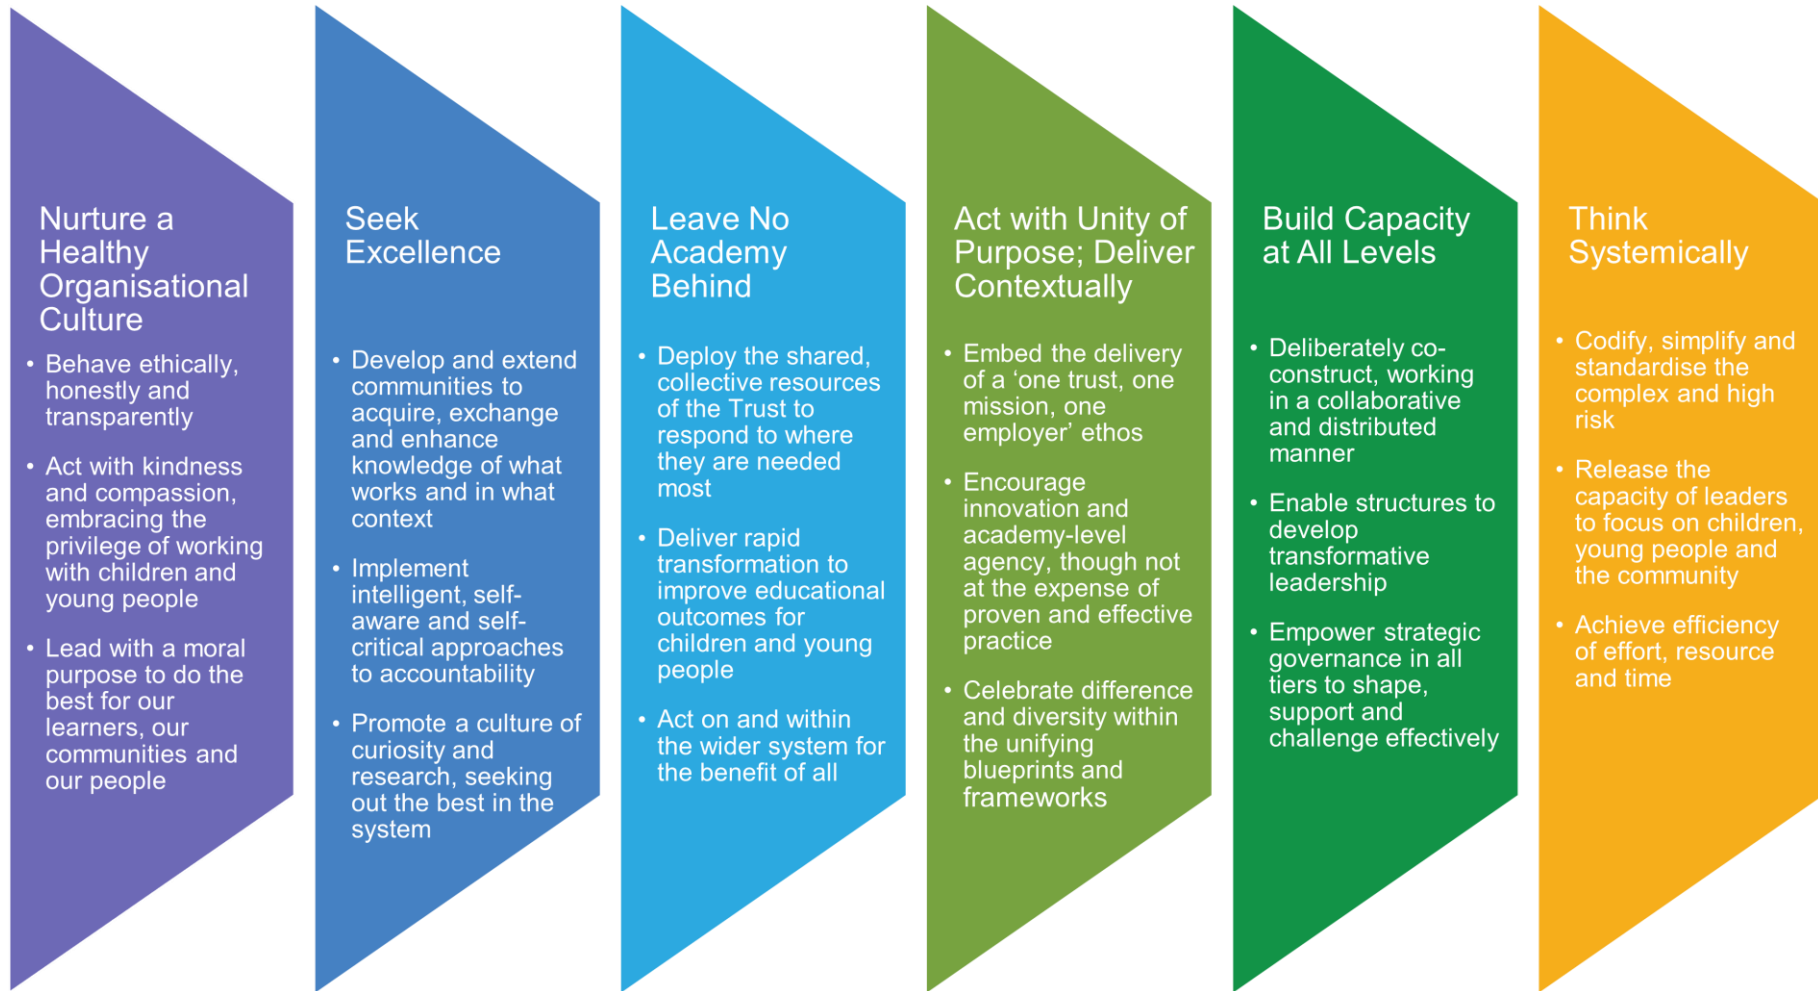 Nurture a
Healthy
Organisational
Culture
• Behave ethically,
honestly and
transparently
• Act with kindness
and compassion,
embracing the
privilege of working
with children and
young people
• Lead with a moral
purpose to do the
best for our
learners, our
communities and
our people
Seek
Excellence
• Develop and extend
communities to
acquire, exchange
and enhance
knowledge of what
works and in what
context
• Implement
intelligent, self-
aware and self-
critical approaches
to accountability
• Promote a culture of
curiosity and
research, seeking
out the best in the
system
Leave No
Academy
Behind
• Deploy the shared,
collective resources
of the Trust to
respond to where
they are needed
most
• Deliver rapid
transformation to
improve educational
outcomes for
children and young
people
• Act on and within
the wider system for
the benefit of all
Act with Unity of
Purpose; Deliver
Contextually
• Embed the delivery
of a ‘one trust, one
mission, one
employer’ ethos
• Encourage
innovation and
academy-level
agency, though not
at the expense of
proven and effective
practice
• Celebrate difference
and diversity within
the unifying
blueprints and
frameworks
Build Capacity
at All Levels
• Deliberately co-
construct, working
in a collaborative
and distributed
manner
• Enable structures to
develop
transformative
leadership
• Empower strategic
governance in all
tiers to shape,
support and
challenge effectively
Think
Systemically
• Codify, simplify and
standardise the
complex and high
risk
• Release the
capacity of leaders
to focus on children,
young people and
the community
• Achieve efficiency
of effort, resource
and time